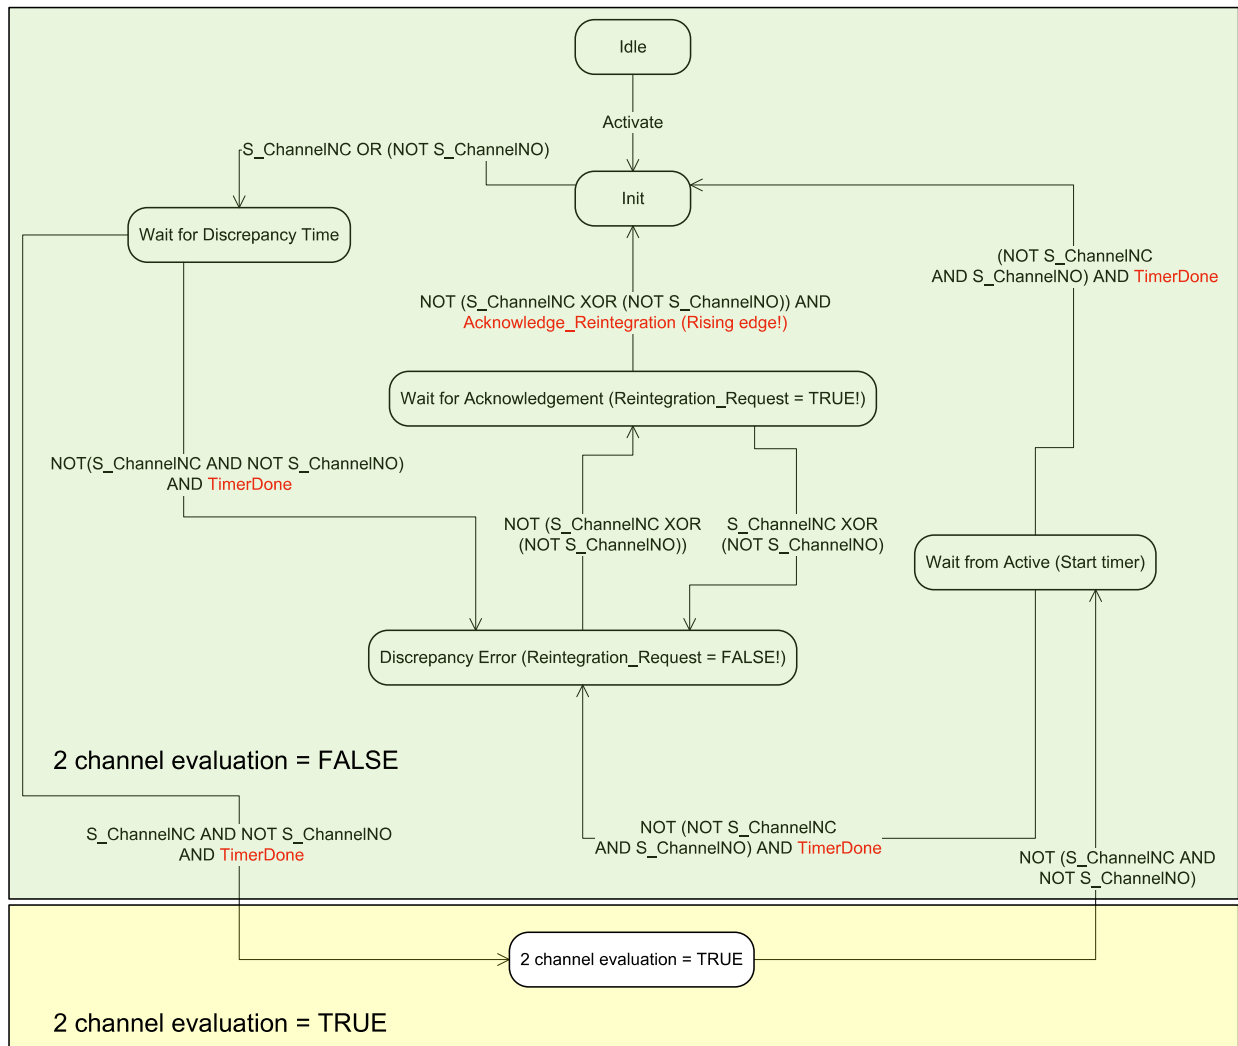 Idle
Activate
S_ChannelNC OR (NOT S_ChannelNO)
Init
Wait for Discrepancy Time
(NOT S_ChannelNC
AND S_ChannelNO) AND TimerDone
NOT (S_ChannelNC XOR (NOT S_ChannelNO)) AND
Acknowledge_Reintegration (Rising edge!)
Wait for Acknowledgement (Reintegration_Request = TRUE!)
NOT(S_ChannelNC AND NOT S_ChannelNO)
AND TimerDone
NOT (S_ChannelNC XOR
(NOT S_ChannelNO))
S_ChannelNC XOR
(NOT S_ChannelNO)
Wait from Active (Start timer)
Discrepancy Error (Reintegration_Request = FALSE!)
2 channel evaluation = FALSE
S_ChannelNC AND NOT S_ChannelNO
AND TimerDone
NOT (NOT S_ChannelNC
AND S_ChannelNO) AND TimerDone
NOT (S_ChannelNC AND
NOT S_ChannelNO)
2 channel evaluation = TRUE
2 channel evaluation = TRUE